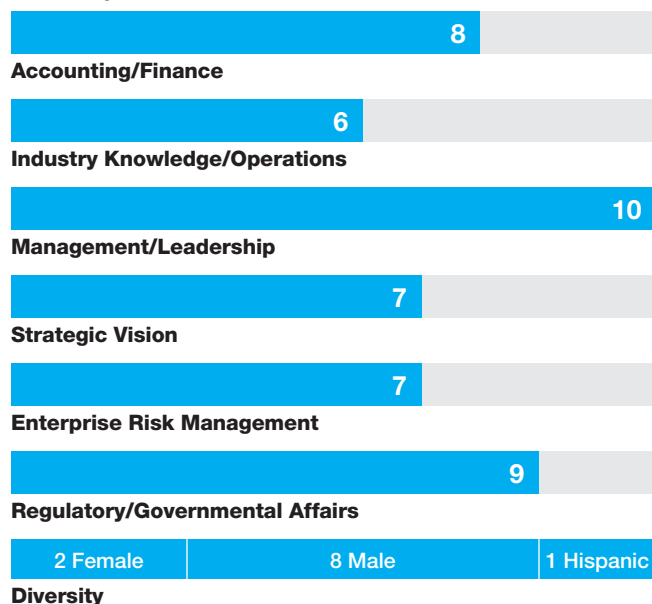 8
Accounting/Finance
6
Industry Knowledge/Operations
10
Management/Leadership
7
Strategic Vision
7
Enterprise Risk Management
9
Regulatory/Governmental Affairs
2 Female 8 Male 1 Hispanic
Diversity